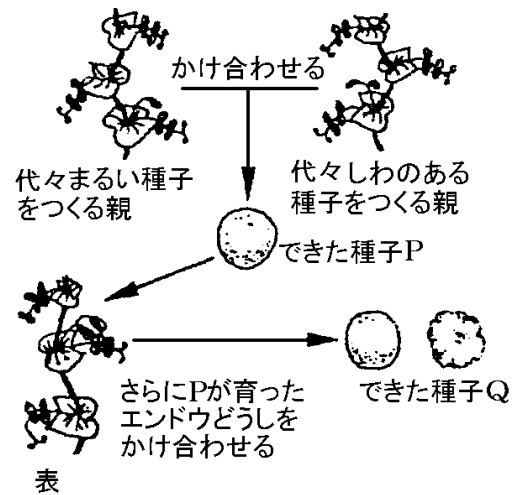 かけ合わせる
代々まるい種子
をつくる親
代々しわのある
種子をつくる親
できた種子P
さらにPが育った
エンドウどうしを
かけ合わせる
できた種子Q
表